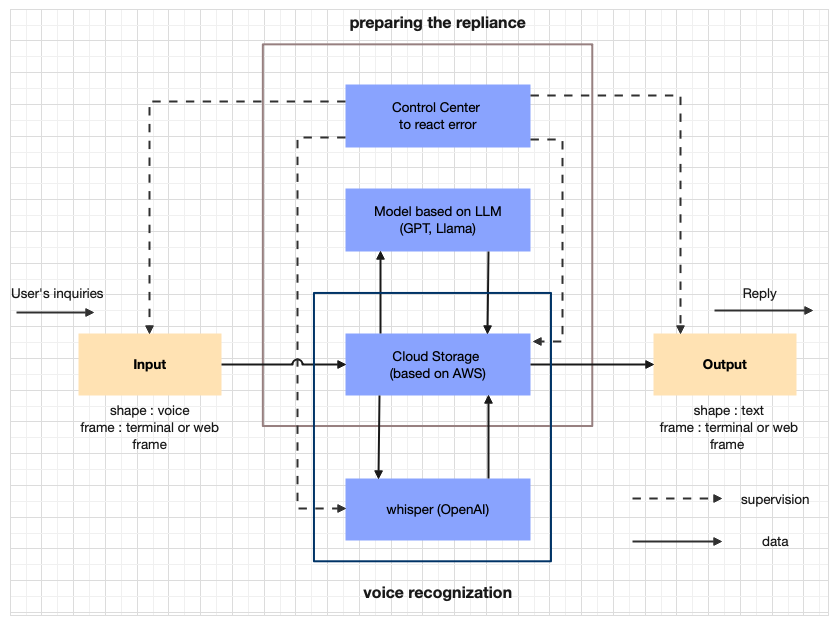 preparing the repliance
Control Center
to react error
Model based on LLM
(GPT, Llama)
User's inquiries
Reply
Input
Cloud Storage
(based on AWS)
Output
shape : voice
frame : terminal or web
frame
shape : text
frame : terminal or web
frame
whisper (OpenAI)
supervision
data
voice recognization